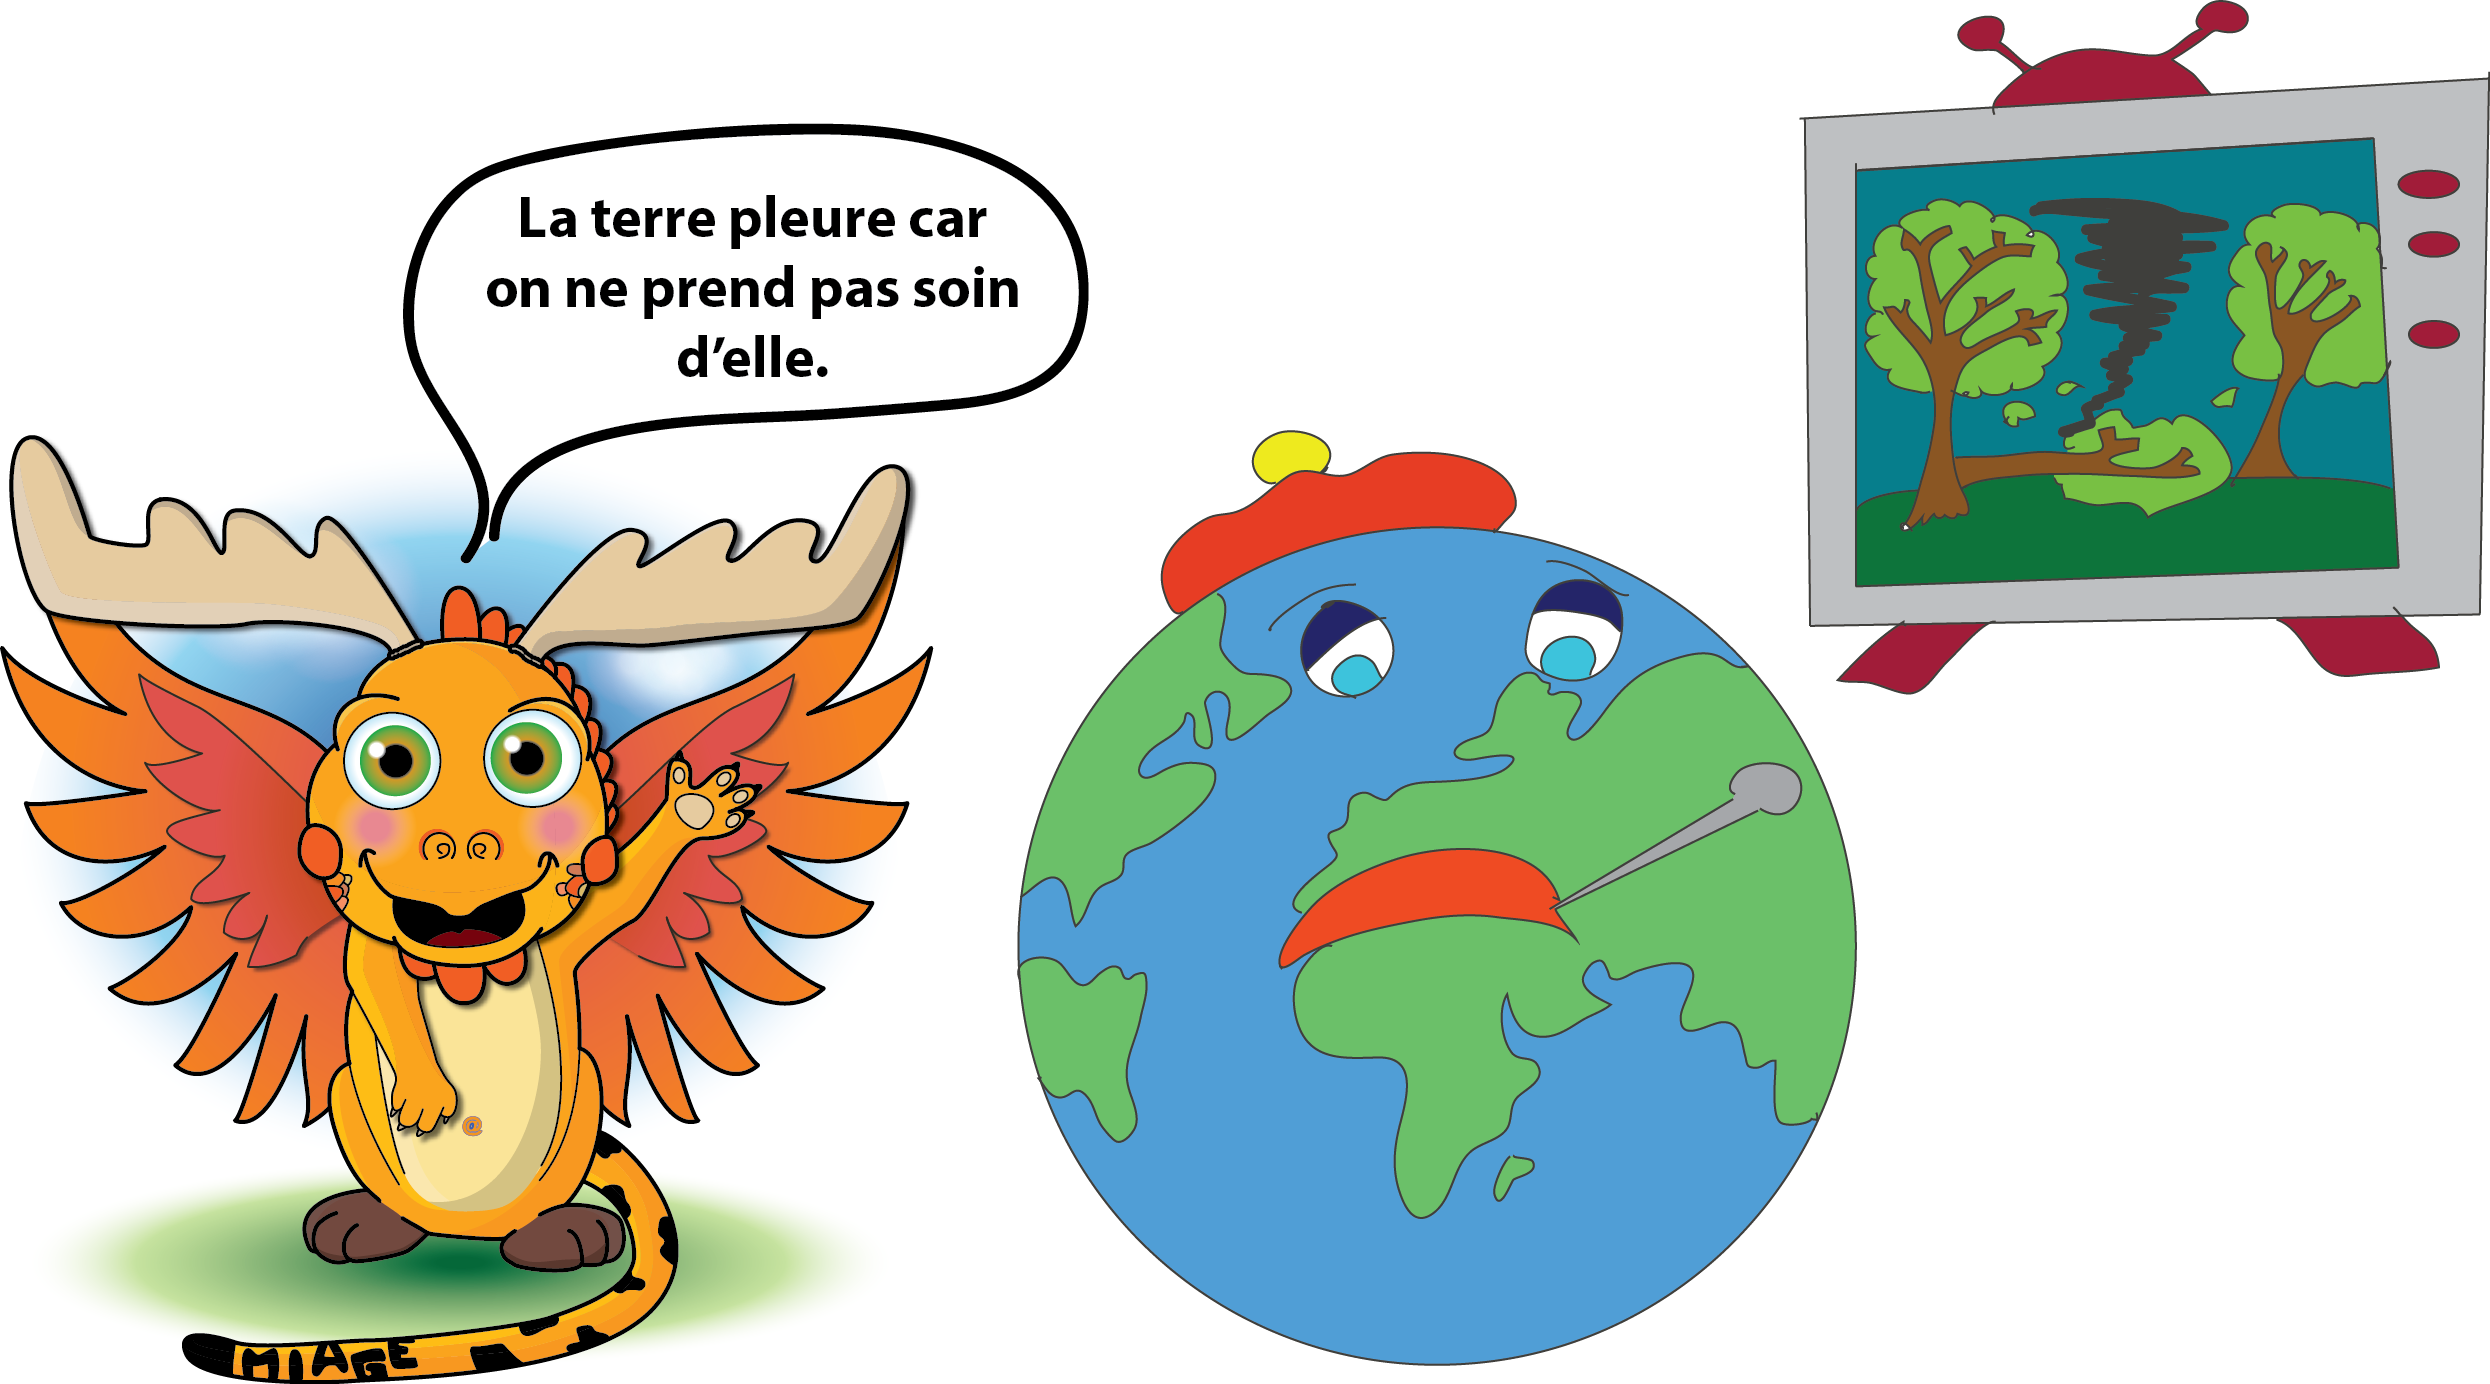 La terre pleure car
on ne prend pas soin
d’elle.
@
MIAGE